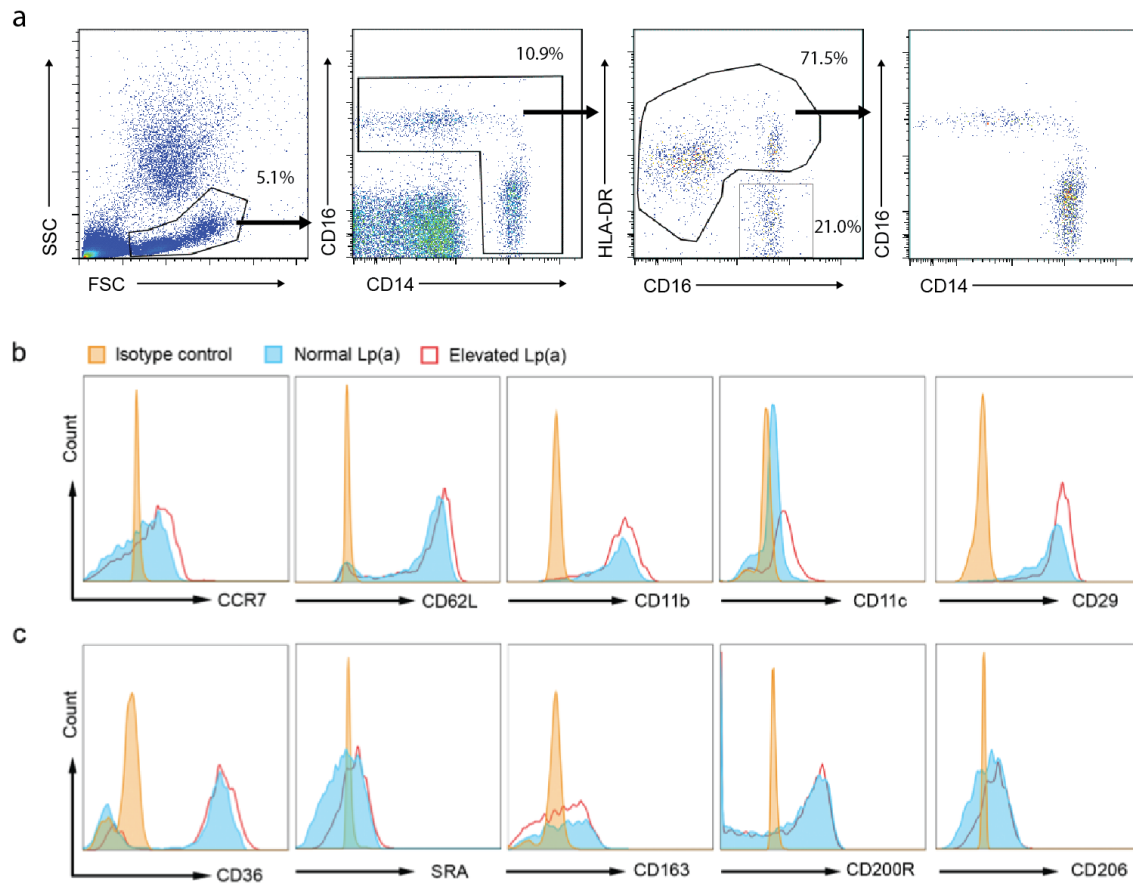 a
SSC
5.1%
FSC
CD16
10.9%
CD14
HLA-DR
71.5%
21.0%
CD16
CD16
CD14
b
Isotype control Normal Lp(a) Elevated Lp(a)
Count
CCR7 CD62L CD11b CD11c CD29
c
Count
CD36 SRA CD163 CD200R CD206